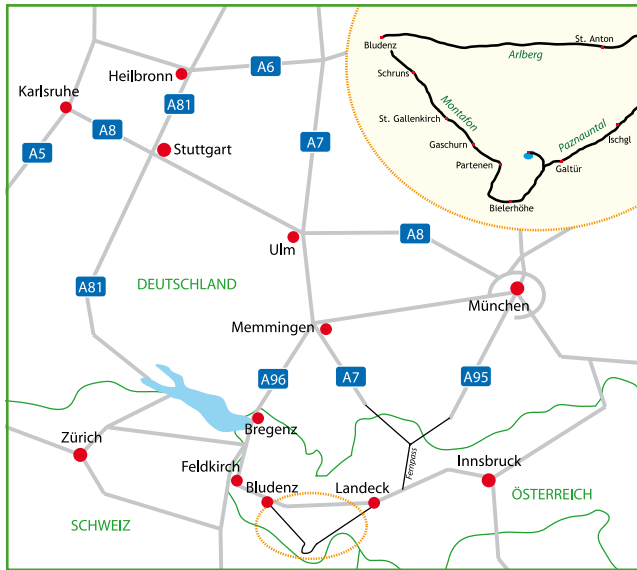 St. Anton
Bludenz
Arlberg
A6
Heilbronn
Schruns
Karlsruhe
A81
Montafon
A8
St. Gallenkirch
Ischgl
A7
Paznauntal
Stuttgart
Gaschurn
A5
Partenen
Galtür
Bielerhöhe
A8
Ulm
DEUTSCHLAND
A81
München
Memmingen
A96
A7
A95
Bregenz
Zürich
Fernpass
Feldkirch
Innsbruck
Bludenz
Landeck
ÖSTERREICH
SCHWEIZ